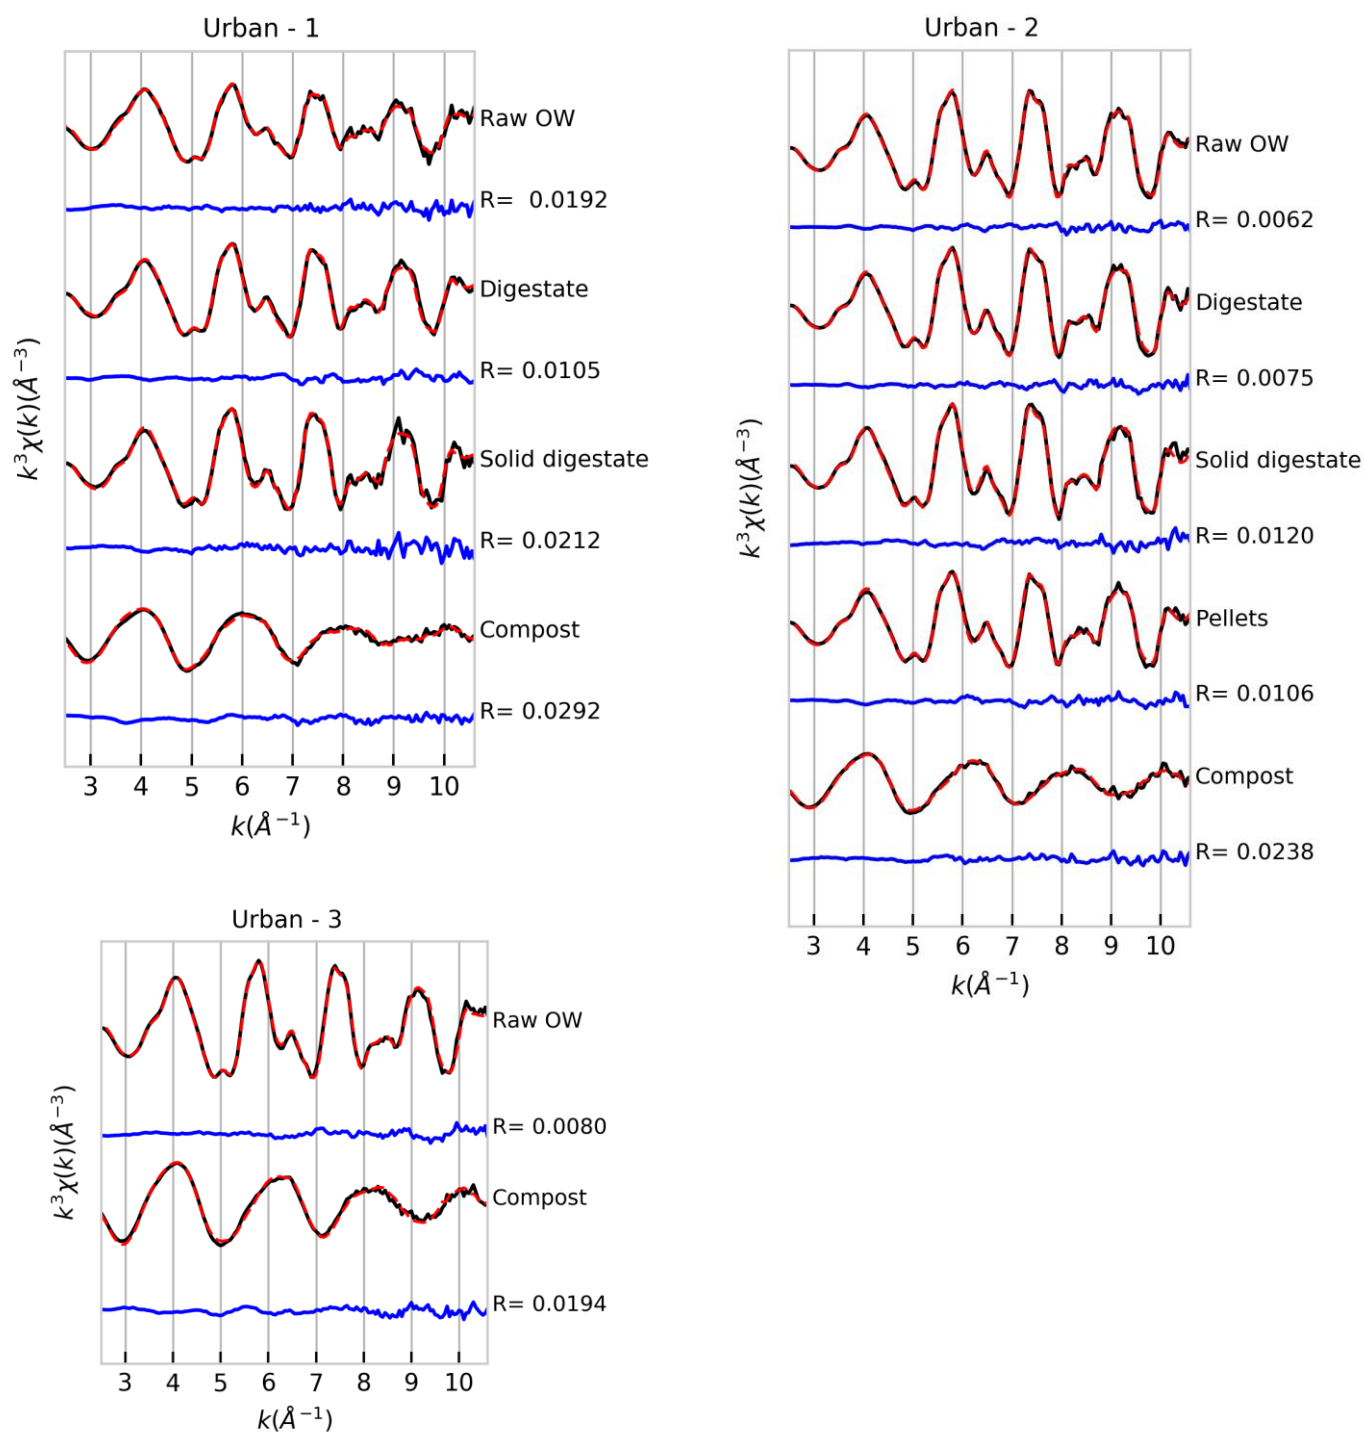 Urban - 1
Raw OW
R=  0.0192
Digestate
R= 0.0105
Solid digestate
R= 0.0212
Compost
R= 0.0292
k³χ(k)(Å⁻³)
3 4 5 6 7 8 9 10
k(Å⁻¹)
Urban - 2
Raw OW
R= 0.0062
Digestate
R= 0.0075
Solid digestate
R= 0.0120
Pellets
R= 0.0106
Compost
R= 0.0238
k³χ(k)(Å⁻³)
3 4 5 6 7 8 9 10
k(Å⁻¹)
Urban - 3
Raw OW
R= 0.0080
Compost
R= 0.0194
k³χ(k)(Å⁻³)
3 4 5 6 7 8 9 10
k(Å⁻¹)